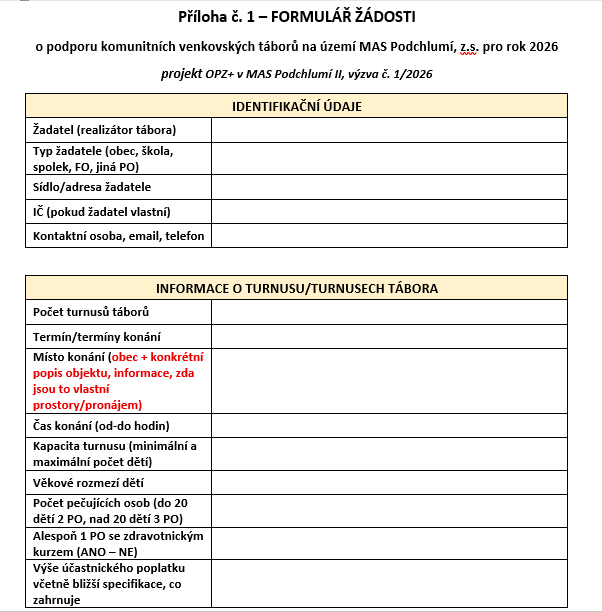 Příloha č. 1 – FORMULÁŘ ŽÁDOSTI
o podporu komunitních venkovských táborů na území MAS Podchlumí, z.s. pro rok 2026
projekt OPZ+ v MAS Podchlumí II, výzva č. 1/2026
IDENTIFIKAČNÍ ÚDAJE
Žadatel (realizátor tábora)
Typ žadatele (obec, škola,
spolek, FO, jiná PO)
Sídlo/adresa žadatele
IČ (pokud žadatel vlastní)
Kontaktní osoba, email, telefon
INFORMACE O TURNUSU/TURNUSECH TÁBORA
Počet turnusů táborů
Termín/termíny konání
Místo konání (obec + konkrétní
popis objektu, informace, zda
jsou to vlastní
prostory/pronájem)
Čas konání (od-do hodin)
Kapacita turnusu (minimální a
maximální počet dětí)
Věkové rozmezí dětí
Počet pečujících osob (do 20
dětí 2 PO, nad 20 dětí 3 PO)
Alespoň 1 PO se zdravotnickým
kurzem (ANO – NE)
Výše účastnického poplatku
včetně bližší specifikace, co
zahrnuje